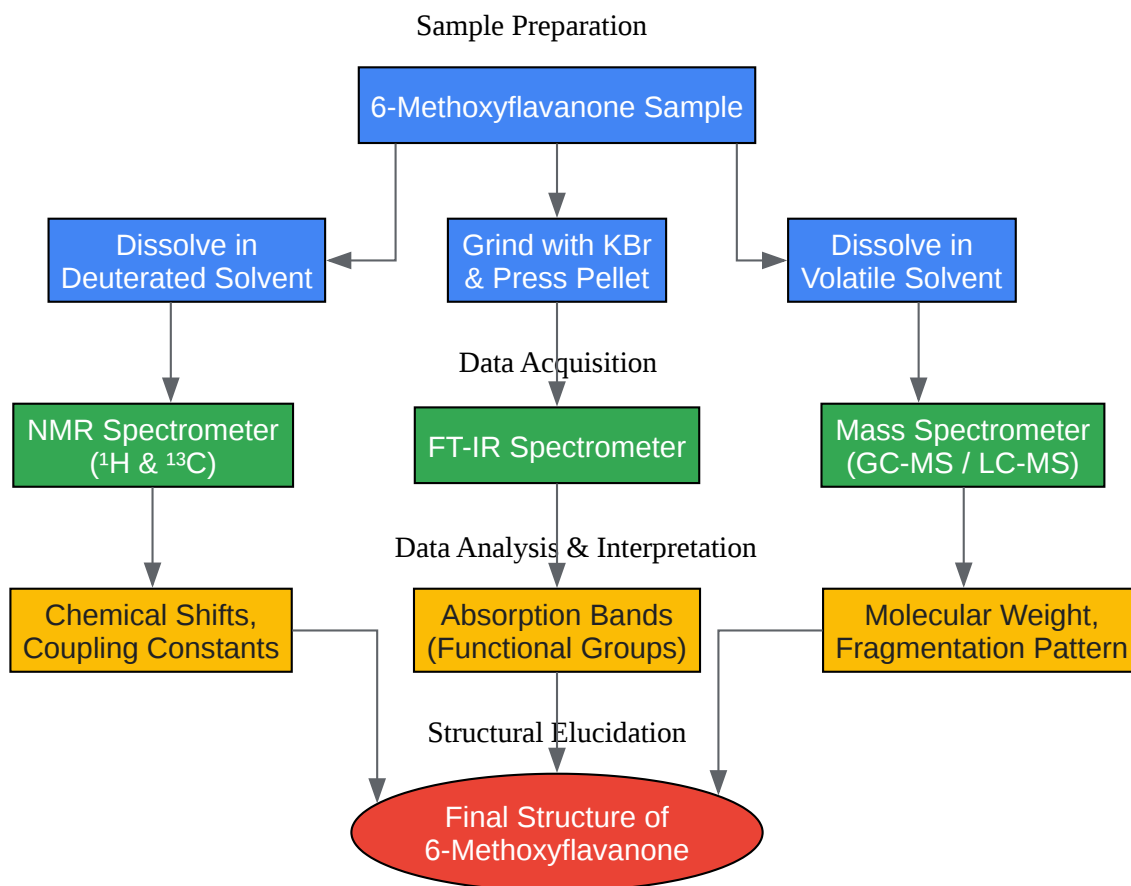 Sample Preparation
6-Methoxyflavanone Sample
Dissolve in
Deuterated Solvent
Grind with KBr
& Press Pellet
Dissolve in
Volatile Solvent
Data Acquisition
NMR Spectrometer
(¹H & ¹³C)
FT-IR Spectrometer
Mass Spectrometer
(GC-MS / LC-MS)
Data Analysis & Interpretation
Chemical Shifts,
Coupling Constants
Absorption Bands
(Functional Groups)
Molecular Weight,
Fragmentation Pattern
Structural Elucidation
Final Structure of
6-Methoxyflavanone